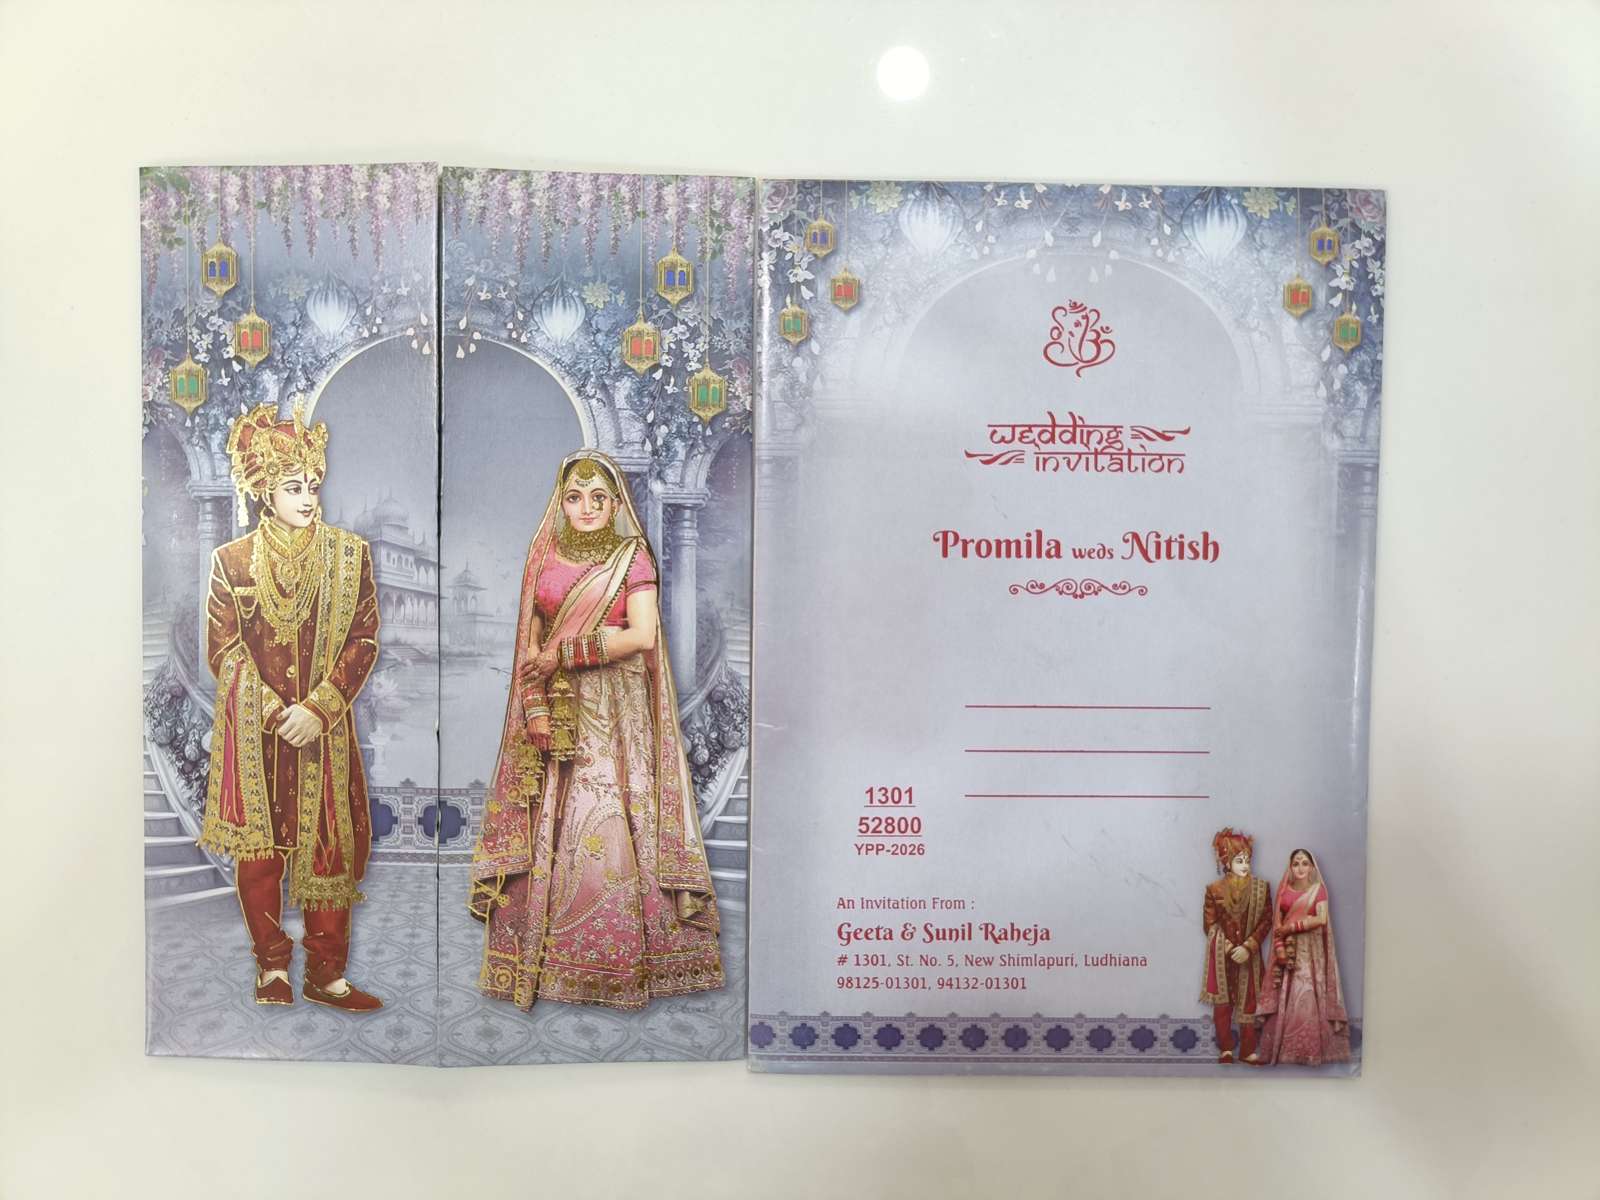 wedding
invitation
Promila weds Nitish
1301
52800
YPP-2026
An Invitation From :
Geeta & Sunil Raheja
# 1301, St. No. 5, New Shimlapuri, Ludhiana
98125-01301, 94132-01301